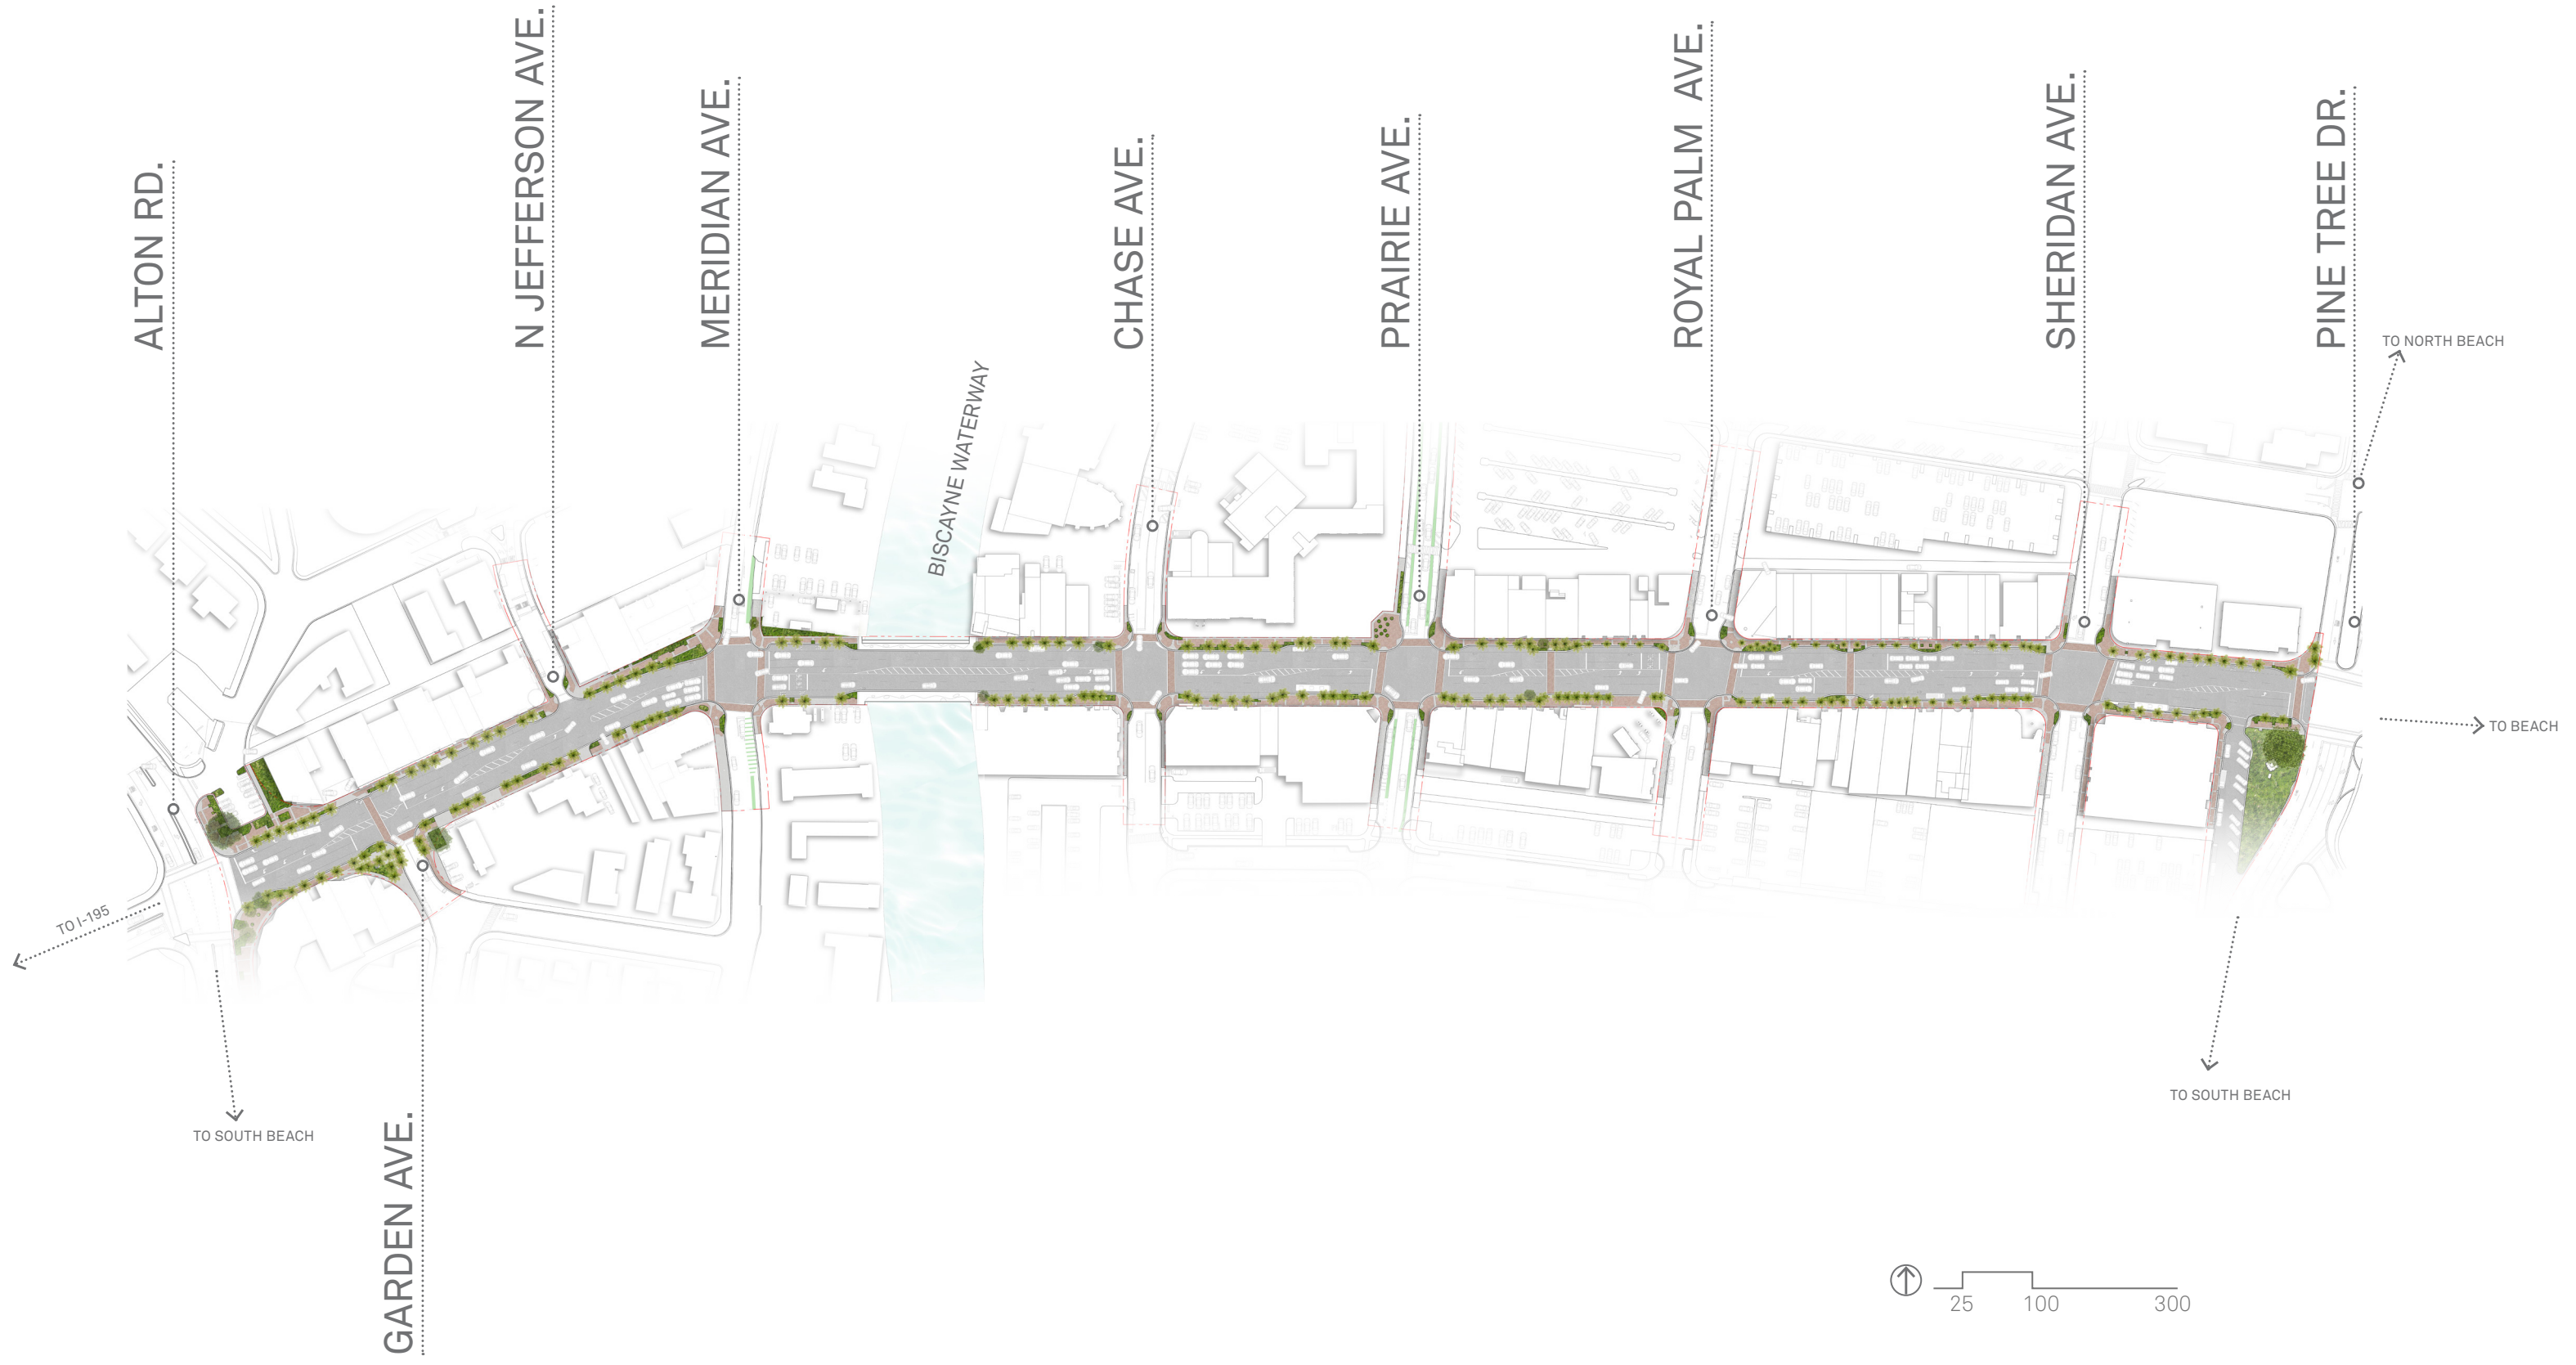 ALTON RD.
N JEFFERSON AVE.
MERIDIAN AVE.
CHASE AVE.
PRAIRIE AVE.
ROYAL PALM AVE.
SHERIDAN AVE.
PINE TREE DR.
TO NORTH BEACH
BISCAYNE WATERWAY
TO BEACH
TO I-195
TO SOUTH BEACH
TO SOUTH BEACH
GARDEN AVE.
25 100 300